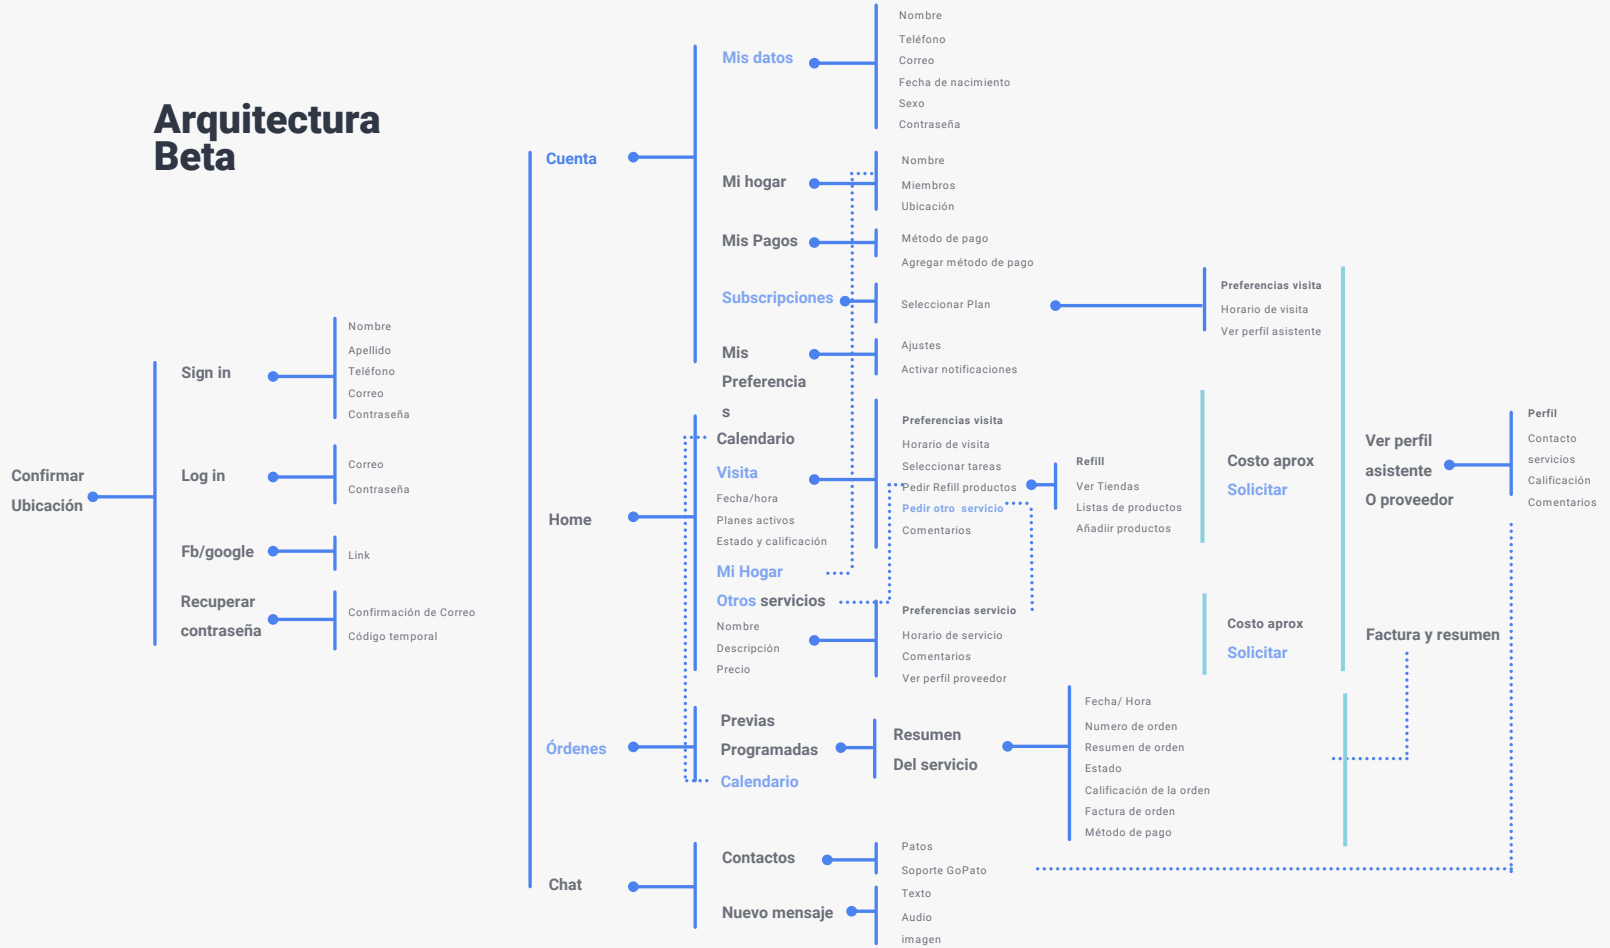 Arquitectura
Beta
Confirmar
Ubicación
Sign in
Nombre
Apellido
Teléfono
Correo
Contraseña
Log in
Correo
Contraseña
Fb/google
Link
Recuperar
contraseña
Confirmación de Correo
Código temporal
Cuenta
Mis datos
Nombre
Teléfono
Correo
Fecha de nacimiento
Sexo
Contraseña
Mi hogar
Nombre
Miembros
Ubicación
Mis Pagos
Método de pago
Agregar método de pago
Subscripciones
Seleccionar Plan
Preferencias visita
Horario de visita
Ver perfil asistente
Mis
Preferencia
s
Ajustes
Activar notificaciones
Home
Calendario
Visita
Fecha/hora
Planes activos
Estado y calificación
Preferencias visita
Horario de visita
Seleccionar tareas
Pedir Refill productos
Pedir otro servicio
Comentarios
Refill
Ver Tiendas
Listas de productos
Añadiir productos
Costo aprox
Solicitar
Mi Hogar
Otros servicios
Nombre
Descripción
Precio
Preferencias servicio
Horario de servicio
Comentarios
Ver perfil proveedor
Costo aprox
Solicitar
Ver perfil
asistente
O proveedor
Perfil
Contacto
servicios
Calificación
Comentarios
Factura y resumen
Órdenes
Previas
Programadas
Calendario
Resumen
Del servicio
Fecha/ Hora
Numero de orden
Resumen de orden
Estado
Calificación de la orden
Factura de orden
Método de pago
Chat
Contactos
Patos
Soporte GoPato
Nuevo mensaje
Texto
Audio
imagen